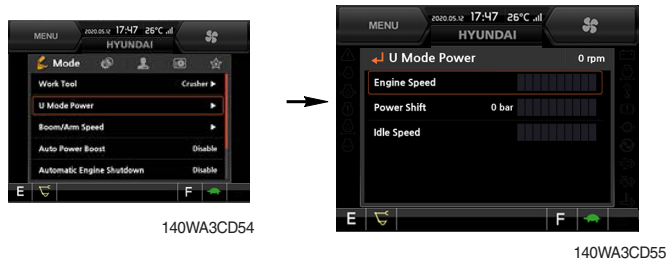 MENU
2020.05.12 17:47 26°C .all
HYUNDAI
Mode
Work Tool Crusher ▶
U Mode Power ▶
Boom/Arm Speed ▶
Auto Power Boost Disable
Automatic Engine Shutdown Disable
E F
140WA3CD54
MENU
2020.05.12 17:47 26°C
HYUNDAI
U Mode Power 0 rpm
Engine Speed
Power Shift 0 bar
Idle Speed
E F
140WA3CD55